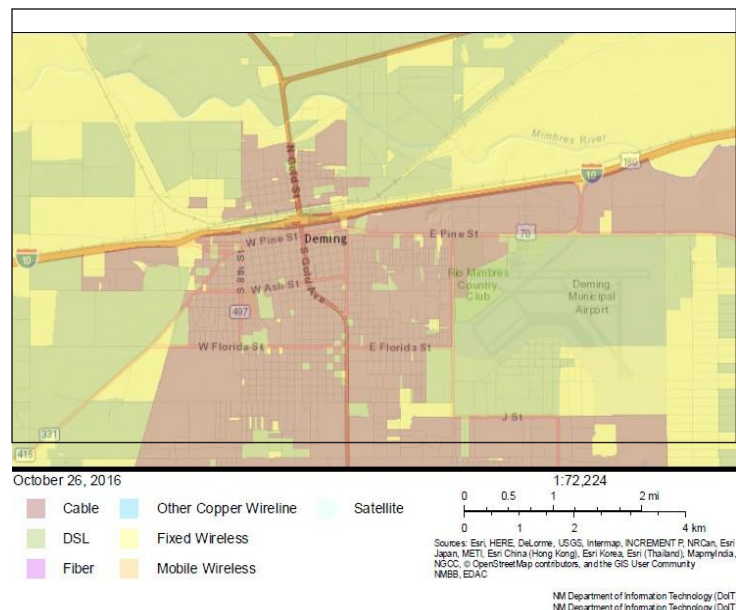 Mimbres River
180
10
N Gold St
E Pine St
70
W Pine St
Deming
10
S 8th St
S Gold Ave
W Ash St
Rio Mimbres
Country
Club
Deming
Municipal
Airport
497
W Florida St
E Florida St
J St
331
418
October 26, 2016
1:72,224
Cable
Other Copper Wireline
Satellite
DSL
Fixed Wireless
Fiber
Mobile Wireless
0 0.5 1 2 mi
0 1 2 4 km
Sources: Esri, HERE, DeLorme, USGS, Intermap, INCREMENT P, NRCan, Esri
Japan, METI, Esri China (Hong Kong), Esri Korea, Esri (Thailand), MapmyIndia,
NGCC, © OpenStreetMap contributors, and the GIS User Community
NMBB, EDAC
NM Department of Information Technology (DoIT)
NM Department of Information Technology (DoIT)